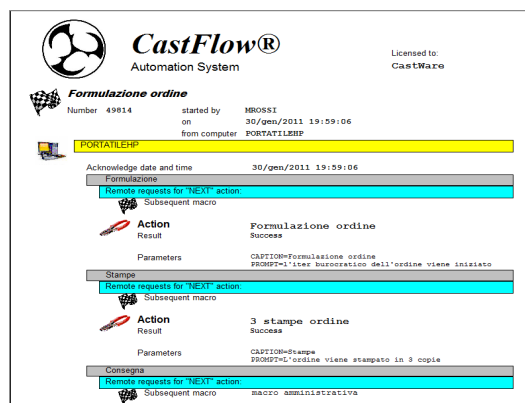 CastFlow®
Automation System
Licensed to:
CastWare
Formulazione ordine
Number 49814 started by MROSSI
on 30/gen/2011 19:59:06
from computer PORTATILEHP
PORTATILEHP
Acknowledge date and time 30/gen/2011 19:59:06
Formulazione
Remote requests for "NEXT" action:
Subsequent macro
Action Formulazione ordine
Result Success
Parameters CAPTION=Formulazione ordine
PROMPT=l'iter burocratico dell'ordine viene iniziato
Stampe
Remote requests for "NEXT" action:
Subsequent macro
Action 3 stampe ordine
Result Success
Parameters CAPTION=Stampe
PROMPT=L'ordine viene stampato in 3 copie
Consegna
Remote requests for "NEXT" action:
Subsequent macro macro amministrativa